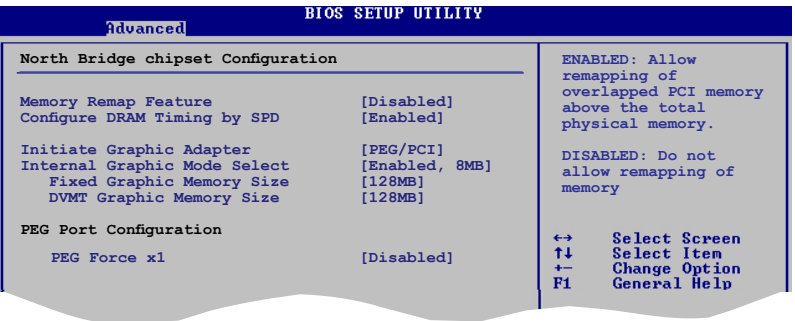 BIOS SETUP UTILITY
Advanced
North Bridge chipset Configuration
Memory Remap Feature [Disabled]
Configure DRAM Timing by SPD [Enabled]
Initiate Graphic Adapter [PEG/PCI]
Internal Graphic Mode Select [Enabled, 8MB]
Fixed Graphic Memory Size [128MB]
DVMT Graphic Memory Size [128MB]
PEG Port Configuration
PEG Force x1 [Disabled]
ENABLED: Allow
remapping of
overlapped PCI memory
above the total
physical memory.
DISABLED: Do not
allow remapping of
memory
←→ Select Screen
↑↓ Select Item
+- Change Option
F1 General Help